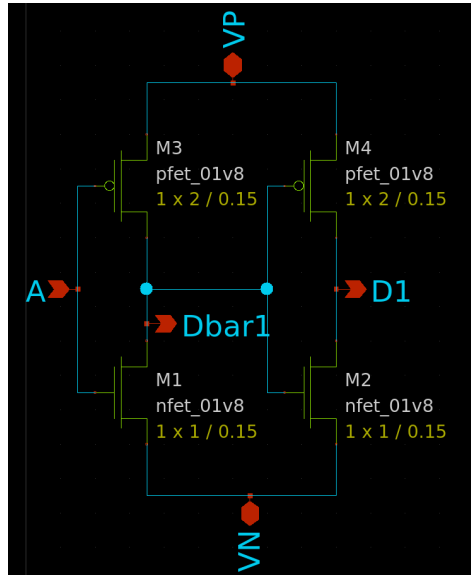 VP
M3
pfet_01v8
1 x 2 / 0.15
M4
pfet_01v8
1 x 2 / 0.15
A
D1
Dbar1
M1
nfet_01v8
1 x 1 / 0.15
M2
nfet_01v8
1 x 1 / 0.15
VN